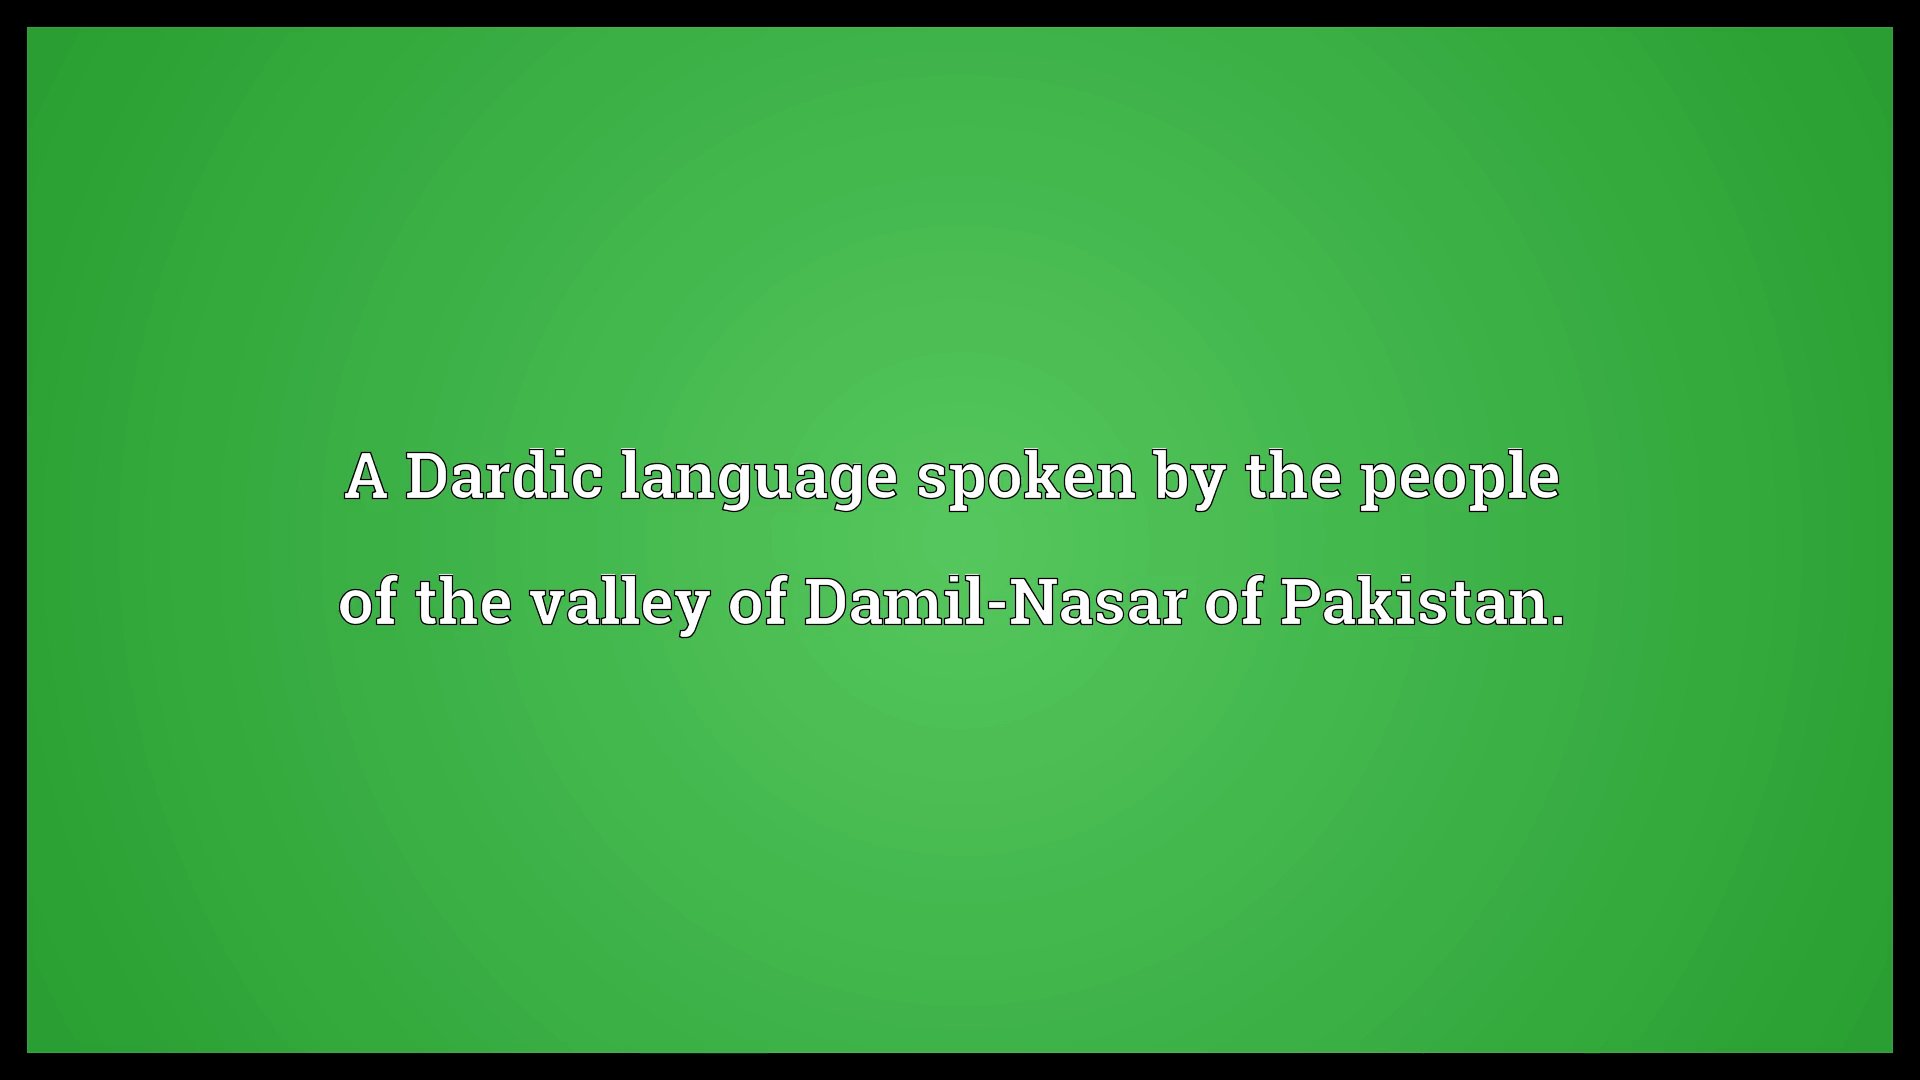 A Dardic language spoken by the people
of the valley of Damil-Nasar of Pakistan.